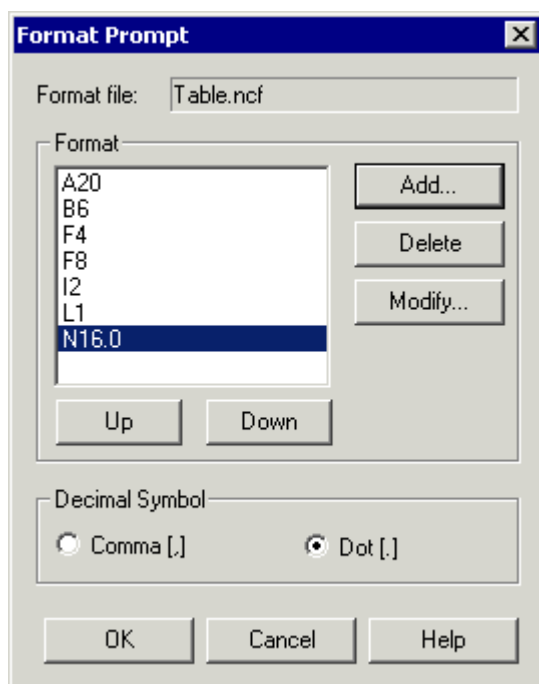 Format Prompt
Format file: Table.ncf
Format
A20
B6
F4
F8
I2
L1
N16.0
Add...
Delete
Modify...
Up Down
Decimal Symbol
Comma [,] Dot [.]
OK Cancel Help